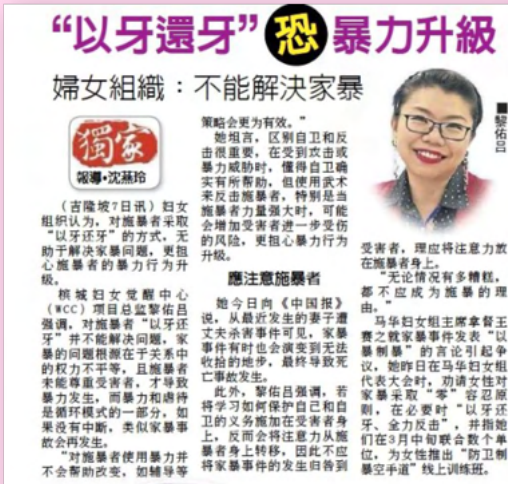 “以牙還牙”恐暴力升級
婦女組織：不能解決家暴
■黎佑吕
獨家
報導·沈燕玲
（吉隆坡7日讯）妇女
组织认为，对施暴者采取
“以牙还牙”的方式，无
助于解决家暴问题，更担
心施暴者的暴力行为升
级。
槟城妇女觉醒中心
（WCC）项目总监黎佑吕
强调，对施暴者“以牙还
牙”并不能解决问题，家
暴的问题根源在于关系中
的权力不平等，且施暴者
未能尊重受害者，才导致
暴力发生，而暴力和虐待
是循环模式的一部分，如
果没有中断，类似家暴事
故会再发生。
“对施暴者使用暴力并
不会帮助改变，如辅导等
策略会更为有效。”
她坦言，区别自卫和反
击很重要，在受到攻击或
暴力威胁时，懂得自卫确
实有所帮助，但使用武术
来反击施暴者，特别是当
施暴者力量强大时，可能
会增加受害者进一步受伤
的风险，更担心暴力行为
升级。
應注意施暴者
她今日向《中国报》
说，从最近发生的妻子遭
丈夫杀害事件可见，家暴
事件有时也会演变到无法
收拾的地步，最终导致死
亡事故发生。
此外，黎佑吕强调，若
将学习如何保护自己和自
卫的义务施加在受害者身
上，反而会将注意力从施
暴者身上转移，因此不应
将家暴事件的发生归咎到
受害者，理应将注意力放
在施暴者身上。
“无论情况有多糟糕，
都不应成为施暴的理
由。”
马华妇女组主席拿督王
赛之就家暴事件发表“以
暴制暴”的言论引起争
议，她昨日在马华妇女组
代表大会时，劝请女性对
家暴采取“零”容忍原
则，在必要时“以牙还
牙、全力反击”，并指她
们在3月中旬联合数个单
位，为女性推出“防卫制
暴空手道”线上训练班。